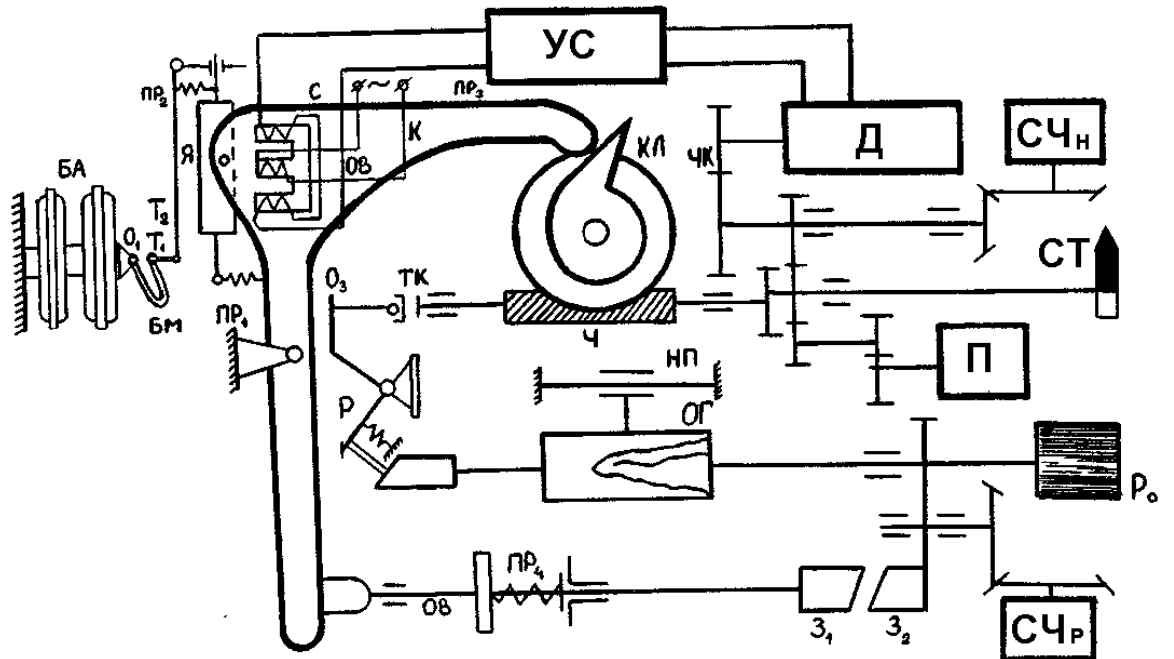 УС
ПР₂
С
~
ПР₃
К
ЧК
Д
СЧн
БА
Я
ОВ
КЛ
О₁
Т₂
Т₁
БМ
СТ
О₃
ТК
Ч
ПР₁
НП
П
Р
ОГ
Р₀
ПР₄
ОВ
З₁
З₂
СЧр